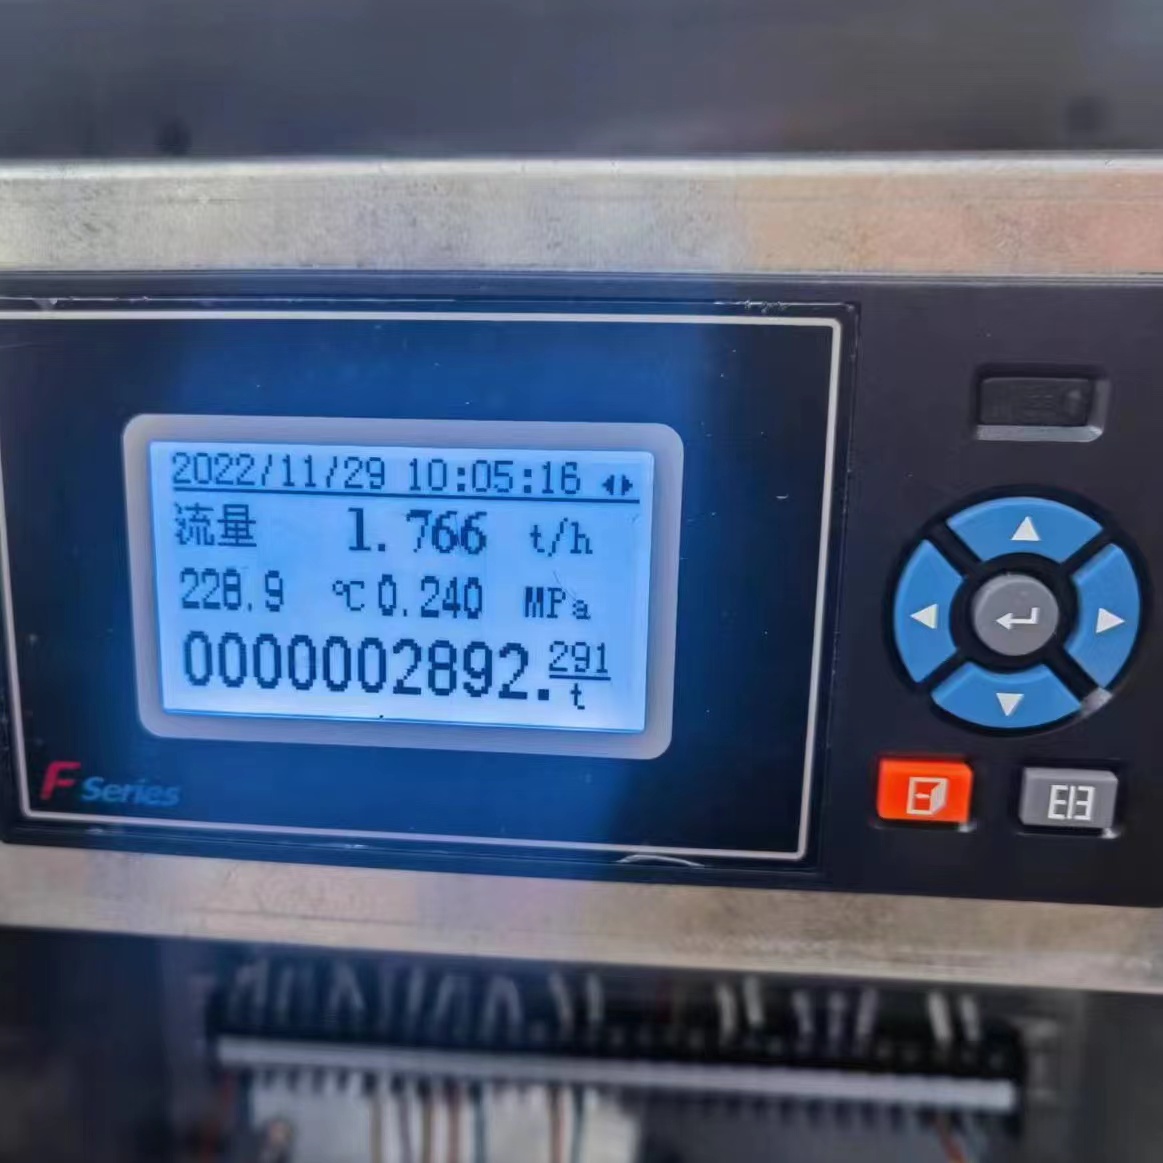 2022/11/29 10:05:16
流量 1.766 t/h
228.9 ℃ 0.240 MPa
0000002892.291
t
F Series